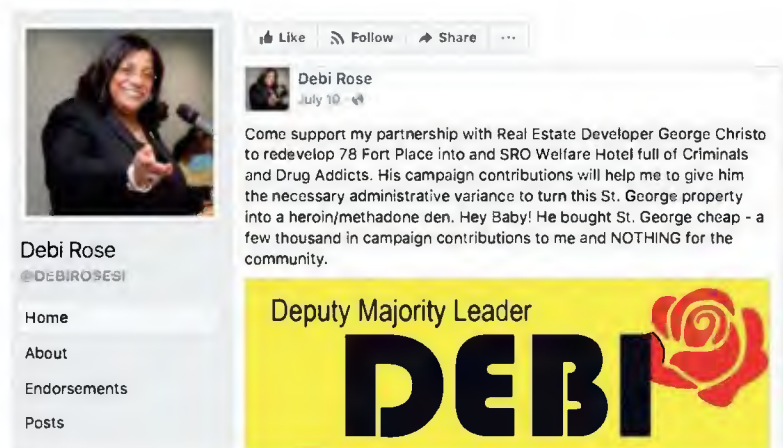 Like Follow Share ...
Debi Rose
July 10
Come support my partnership with Real Estate Developer George Christo
to redevelop 78 Fort Place into and SRO Welfare Hotel full of Criminals
and Drug Addicts. His campaign contributions will help me to give him
the necessary administrative variance to turn this St. George property
into a heroin/methadone den. Hey Baby! He bought St. George cheap - a
few thousand in campaign contributions to me and NOTHING for the
community.
Debi Rose
@DEBIROSESI
Home
About
Endorsements
Posts
Deputy Majority Leader
DEBI